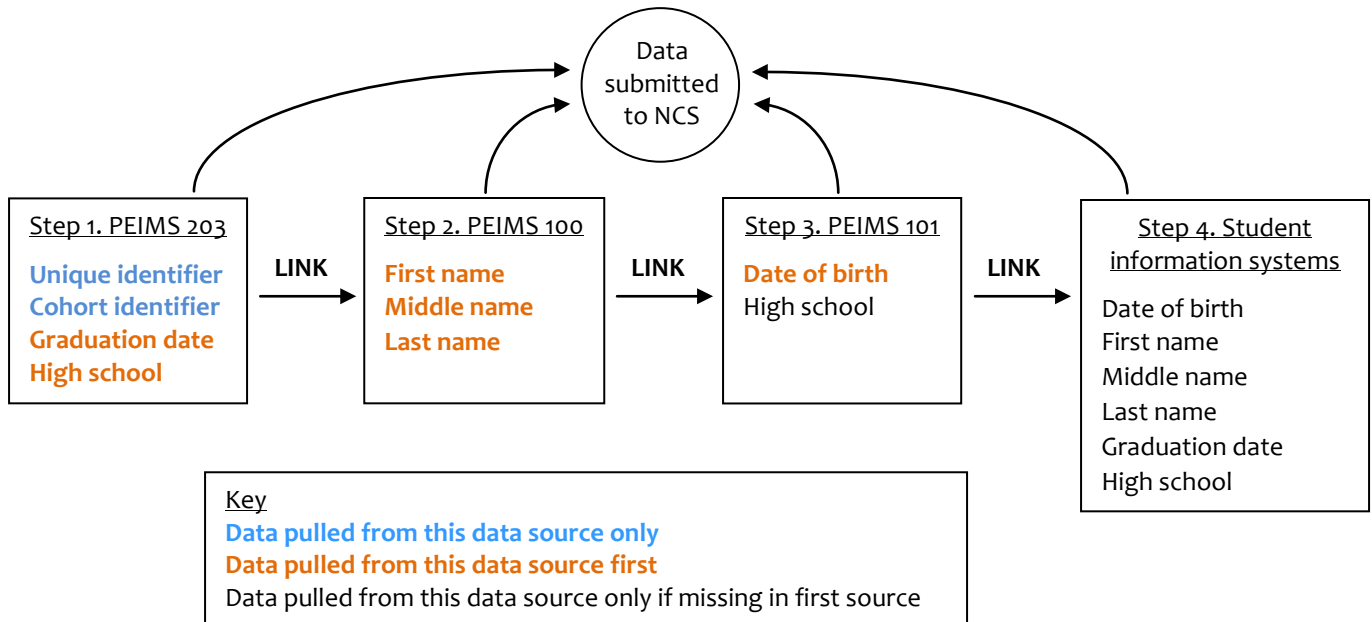 Data
submitted
to NCS
Step 1. PEIMS 203
Unique identifier
Cohort identifier
Graduation date
High school
LINK
Step 2. PEIMS 100
First name
Middle name
Last name
LINK
Step 3. PEIMS 101
Date of birth
High school
LINK
Step 4. Student
information systems
Date of birth
First name
Middle name
Last name
Graduation date
High school
Key
Data pulled from this data source only
Data pulled from this data source first
Data pulled from this data source only if missing in first source